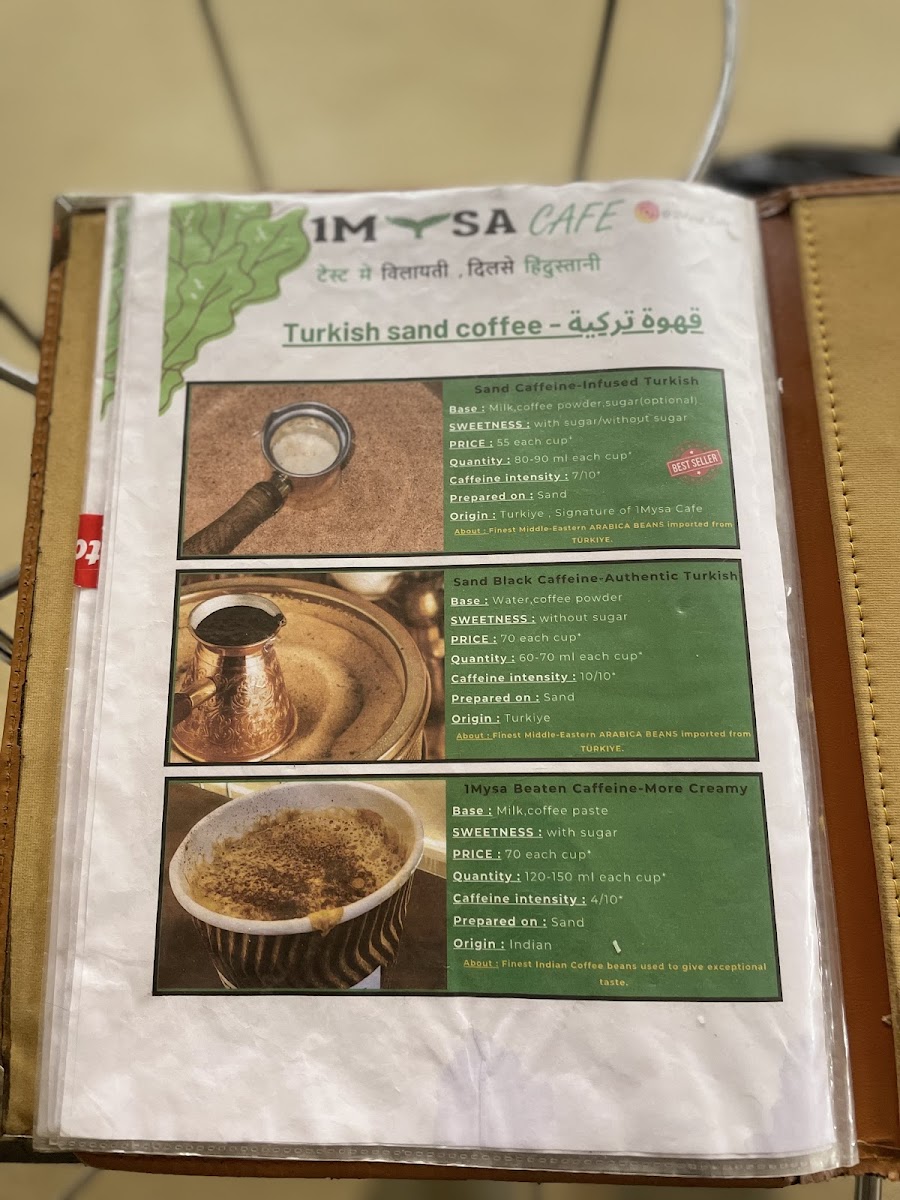 1M SA CAFE
टेस्ट मे विलायती , दिलसे हिंदुस्तानी
Turkish sand coffee – قهوة تركية
Sand Caffeine-Infused Turkish
Base : Milk,coffee powder,sugar(optional)
SWEETNESS : with sugar/without sugar
PRICE : 55 each cup*
Quantity : 80-90 ml each cup*
Caffeine intensity : 7/10*
Prepared on : Sand
Origin : Turkiye , Signature of 1Mysa Cafe
About : Finest Middle-Eastern ARABICA BEANS imported from
TÜRKIYE.
BEST SELLER
Sand Black Caffeine-Authentic Turkish
Base : Water,coffee powder
SWEETNESS : without sugar
PRICE : 70 each cup*
Quantity : 60-70 ml each cup*
Caffeine intensity : 10/10*
Prepared on : Sand
Origin : Turkiye
About : Finest Middle-Eastern ARABICA BEANS imported from
TÜRKIYE.
1Mysa Beaten Caffeine-More Creamy
Base : Milk,coffee paste
SWEETNESS : with sugar
PRICE : 70 each cup*
Quantity : 120-150 ml each cup*
Caffeine intensity : 4/10*
Prepared on : Sand
Origin : Indian
About : Finest Indian Coffee beans used to give exceptional
taste.